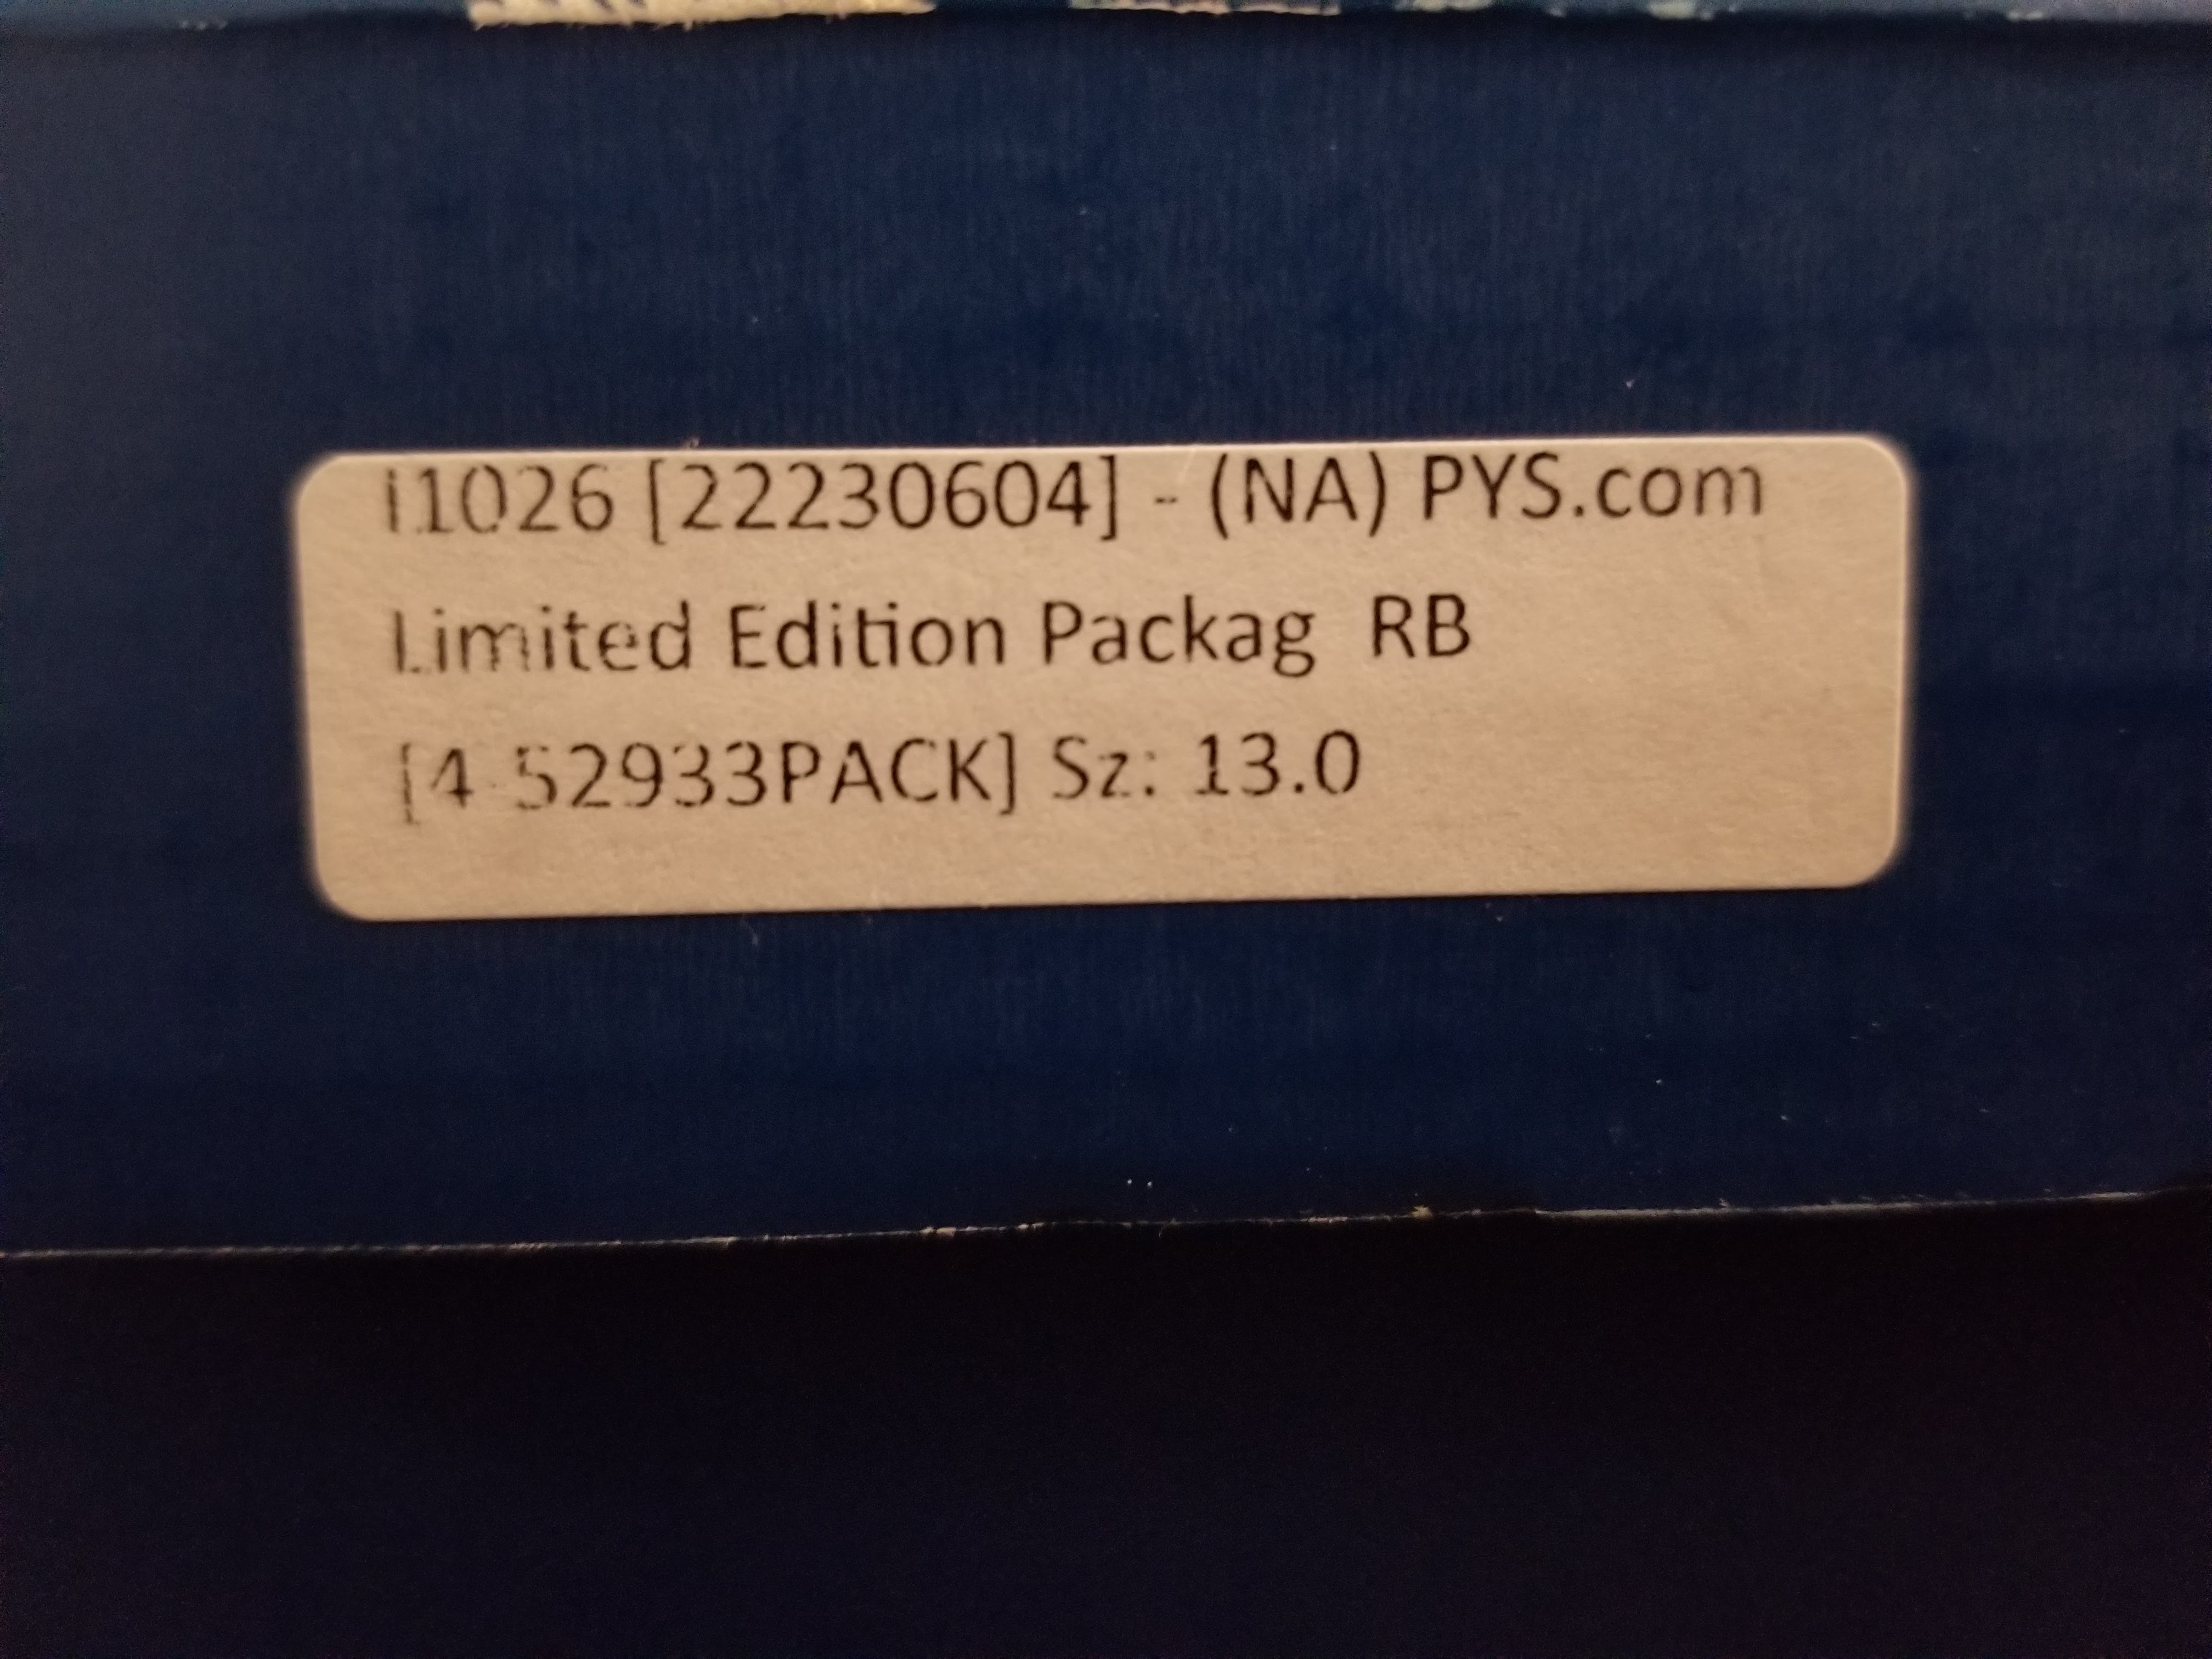 I1026 [22230604] - (NA) PYS.com
Limited Edition Packag RB
[4-52933PACK] Sz: 13.0